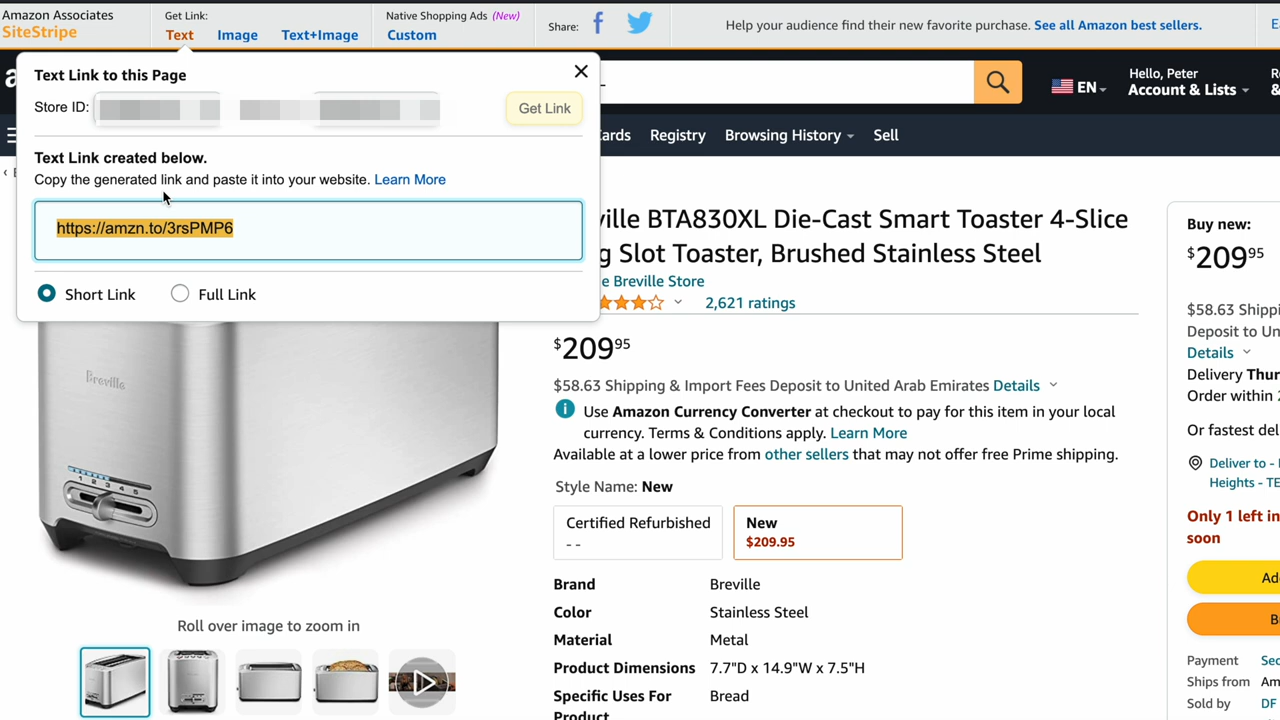 Amazon Associates
SiteStripe
Get Link:
Text Image Text+Image
Native Shopping Ads (New)
Custom
Share:
Help your audience find their new favorite purchase. See all Amazon best sellers.
Text Link to this Page
Store ID:
Get Link
Text Link created below.
Copy the generated link and paste it into your website. Learn More
https://amzn.to/3rsPMP6
Short Link Full Link
EN
Hello, Peter
Account & Lists
Registry Browsing History Sell
BTA830XL Die-Cast Smart Toaster 4-Slice
Slot Toaster, Brushed Stainless Steel
Breville Store
2,621 ratings
$209.95
$58.63 Shipping & Import Fees Deposit to United Arab Emirates Details
Use Amazon Currency Converter at checkout to pay for this item in your local
currency. Terms & Conditions apply. Learn More
Available at a lower price from other sellers that may not offer free Prime shipping.
Style Name: New
Certified Refurbished
- -
New
$209.95
Brand Breville
Color Stainless Steel
Material Metal
Product Dimensions 7.7"D x 14.9"W x 7.5"H
Specific Uses For Bread
Product
Breville
1 2 3 4 5
Roll over image to zoom in
Buy new:
$209.95
$58.63
Deposit to
Details
Delivery
Order within
Or fastest
Deliver to -
Heights -
Only 1 left in
soon
Payment
Ships from
Sold by DF